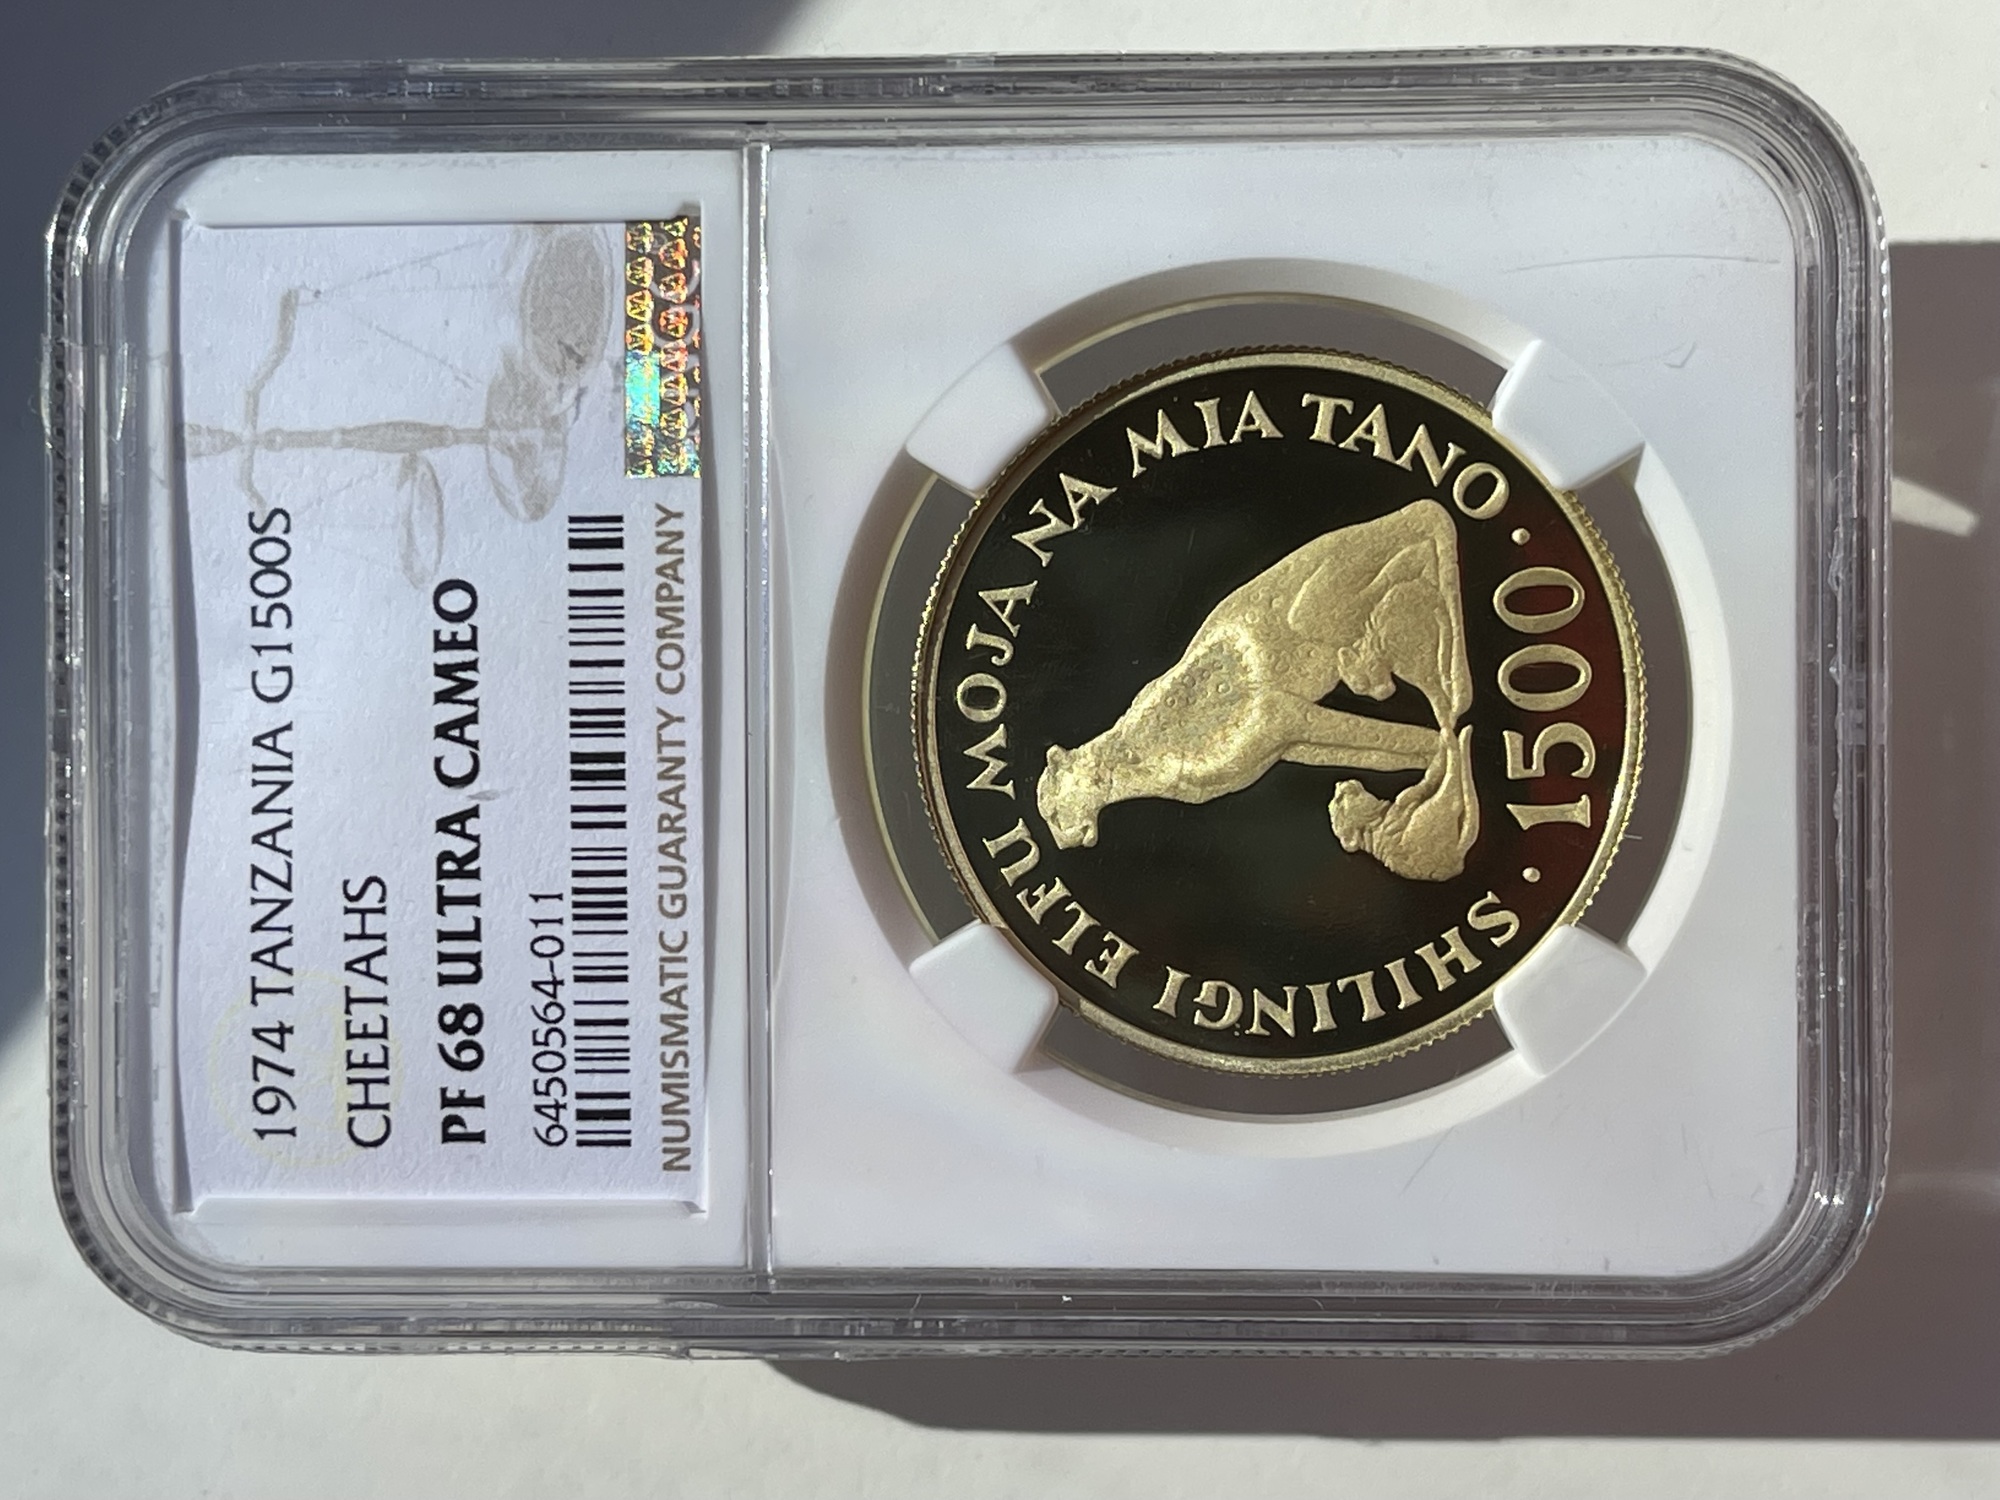 1974 TANZANIA G1500S
CHEETAHS
PF 68 ULTRA CAMEO
6450564-011
NUMISMATIC GUARANTY COMPANY
SHILINGI ELFU MOJA NA MIA TANO
· 1500 ·